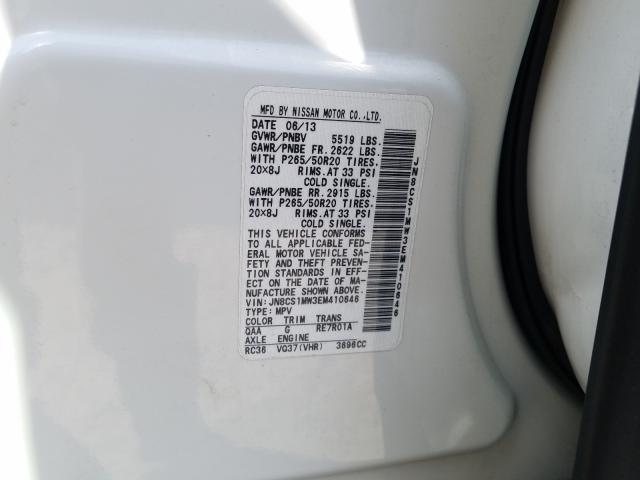 MFD BY NISSAN MOTOR CO.,LTD.
DATE 06/13
GVWR/PNBV 5519 LBS.
GAWR/PNBE FR. 2622 LBS.
WITH P265/50R20 TIRES.
20×8J RIMS.AT 33 PSI
COLD SINGLE.
GAWR/PNBE RR. 2915 LBS.
WITH P265/50R20 TIRES.
20×8J RIMS.AT 33 PSI
COLD SINGLE.
THIS VEHICLE CONFORMS
TO ALL APPLICABLE FED-
ERAL MOTOR VEHICLE SAF-
ETY AND THEFT PREVEN-
TION STANDARDS IN EFF-
ECT ON THE DATE OF MA-
NUFACTURE SHOWN ABOVE.
VIN: JN8CS1MW3EM410646
TYPE: MPV
COLOR TRIM TRANS
QAA G RE7R01A
AXLE ENGINE
RC36 VQ37(VHR) 3696CC
JN8CS1MW3EM410646